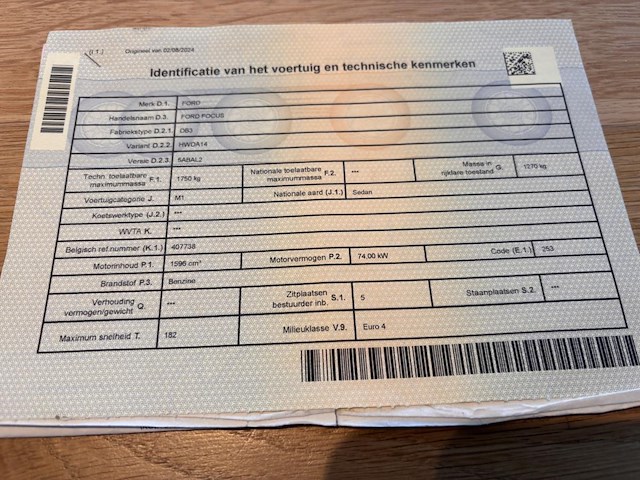 (I.T.) Origineel van 02/08/2024
Identificatie van het voertuig en technische kenmerken
Merk D.1. FORD
Handelsnaam D.3. FORD FOCUS
Fabriekstype D.2.1. DB3
Variant D.2.2. HWDA14
Versie D.2.3. 5ABAL2
Techn. toelaatbare maximummassa F.1. 1750 kg Nationale toelaatbare maximummassa F.2. *** Massa in rijklare toestand G. 1270 kg
Voertuigcategorie J. M1 Nationale aard (J.1.) Sedan
Koetswerktype (J.2.) ***
WVTA K. ***
Belgisch ref.nummer (K.1.) 407738
Motorinhoud P.1. 1596 cm³ Motorvermogen P.2. 74.00 kW Code (E.1.) 253
Brandstof P.3. Benzine
Verhouding vermogen/gewicht Q. *** Zitplaatsen bestuurder inb. S.1. 5 Staanplaatsen S.2. ***
Maximum snelheid T. 182 Milieuklasse V.9. Euro 4